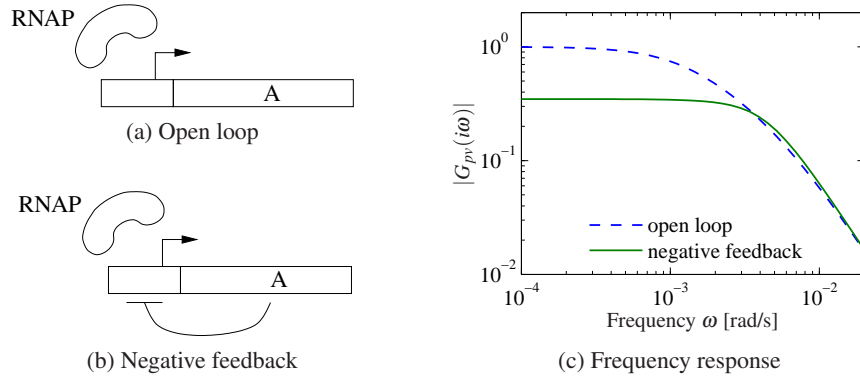 RNAP
A
(a) Open loop
RNAP
A
(b) Negative feedback
10^0
10^-1
10^-2
|G_pv(iω)|
open loop
negative feedback
10^-4
10^-3
10^-2
Frequency ω [rad/s]
(c) Frequency response